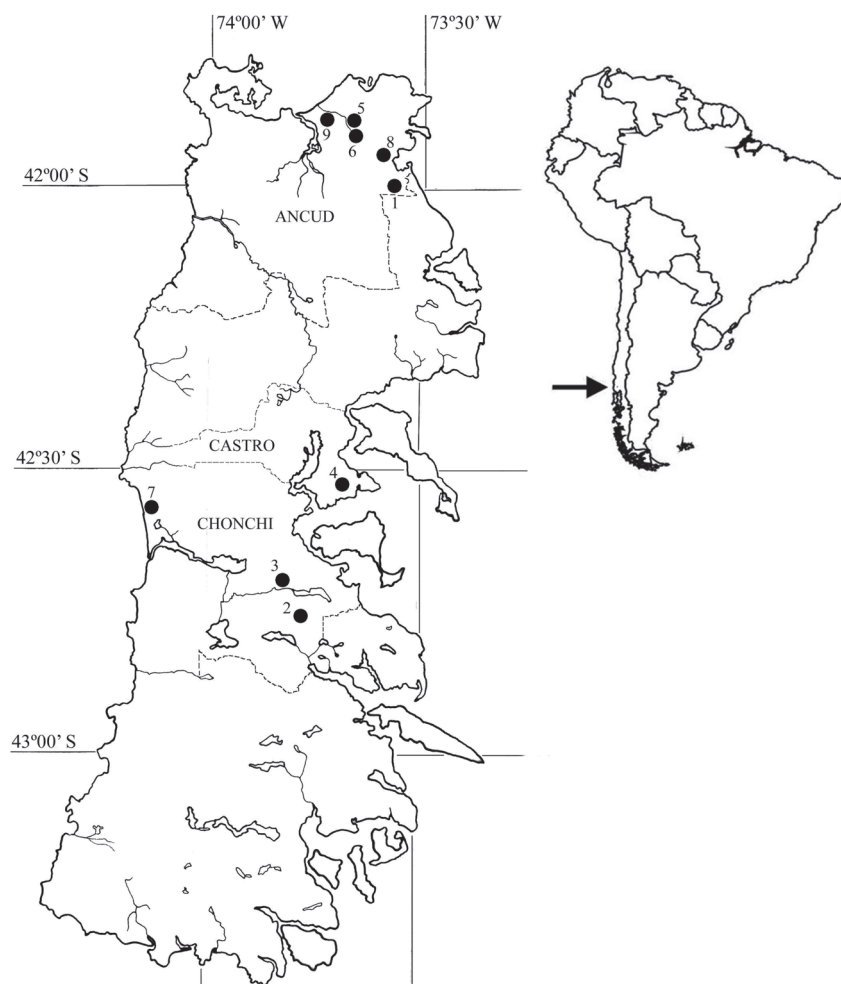 74º00' W
73º30' W
5
9
6
8
42º00' S
1
ANCUD
CASTRO
42º30' S
4
7
CHONCHI
3
2
43º00' S